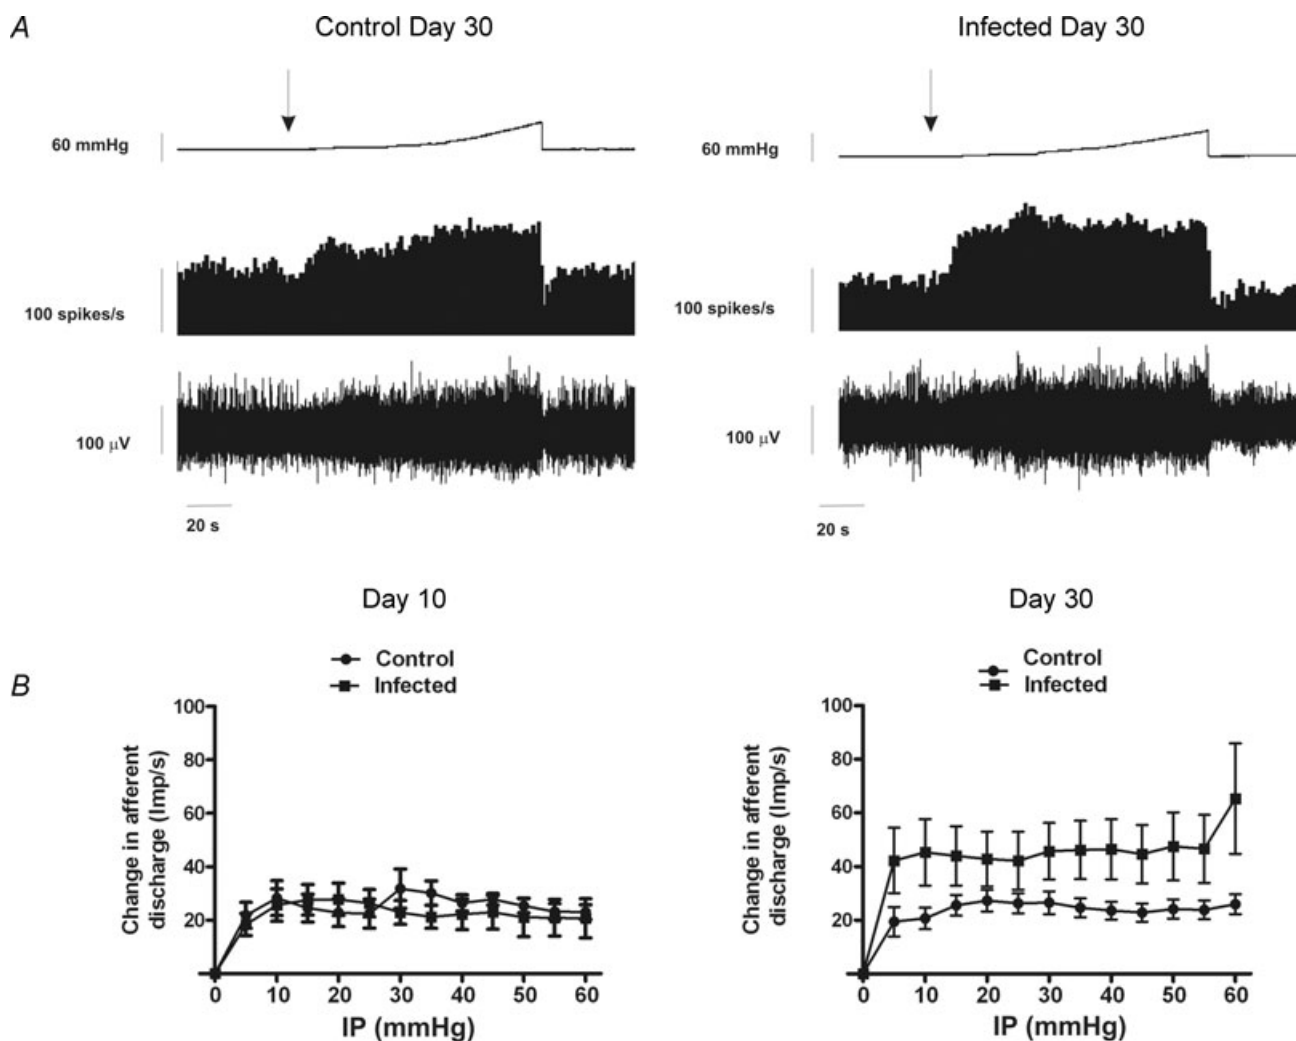 A
Control Day 30
Infected Day 30
60 mmHg
100 spikes/s
100 μV
20 s
60 mmHg
100 spikes/s
100 μV
20 s
B
Day 10
Control
Infected
Change in afferent
discharge (Imp/s)
100
80
60
40
20
0 10 20 30 40 50 60
IP (mmHg)
Day 30
Control
Infected
Change in afferent
discharge (Imp/s)
100
80
60
40
20
0 10 20 30 40 50 60
IP (mmHg)